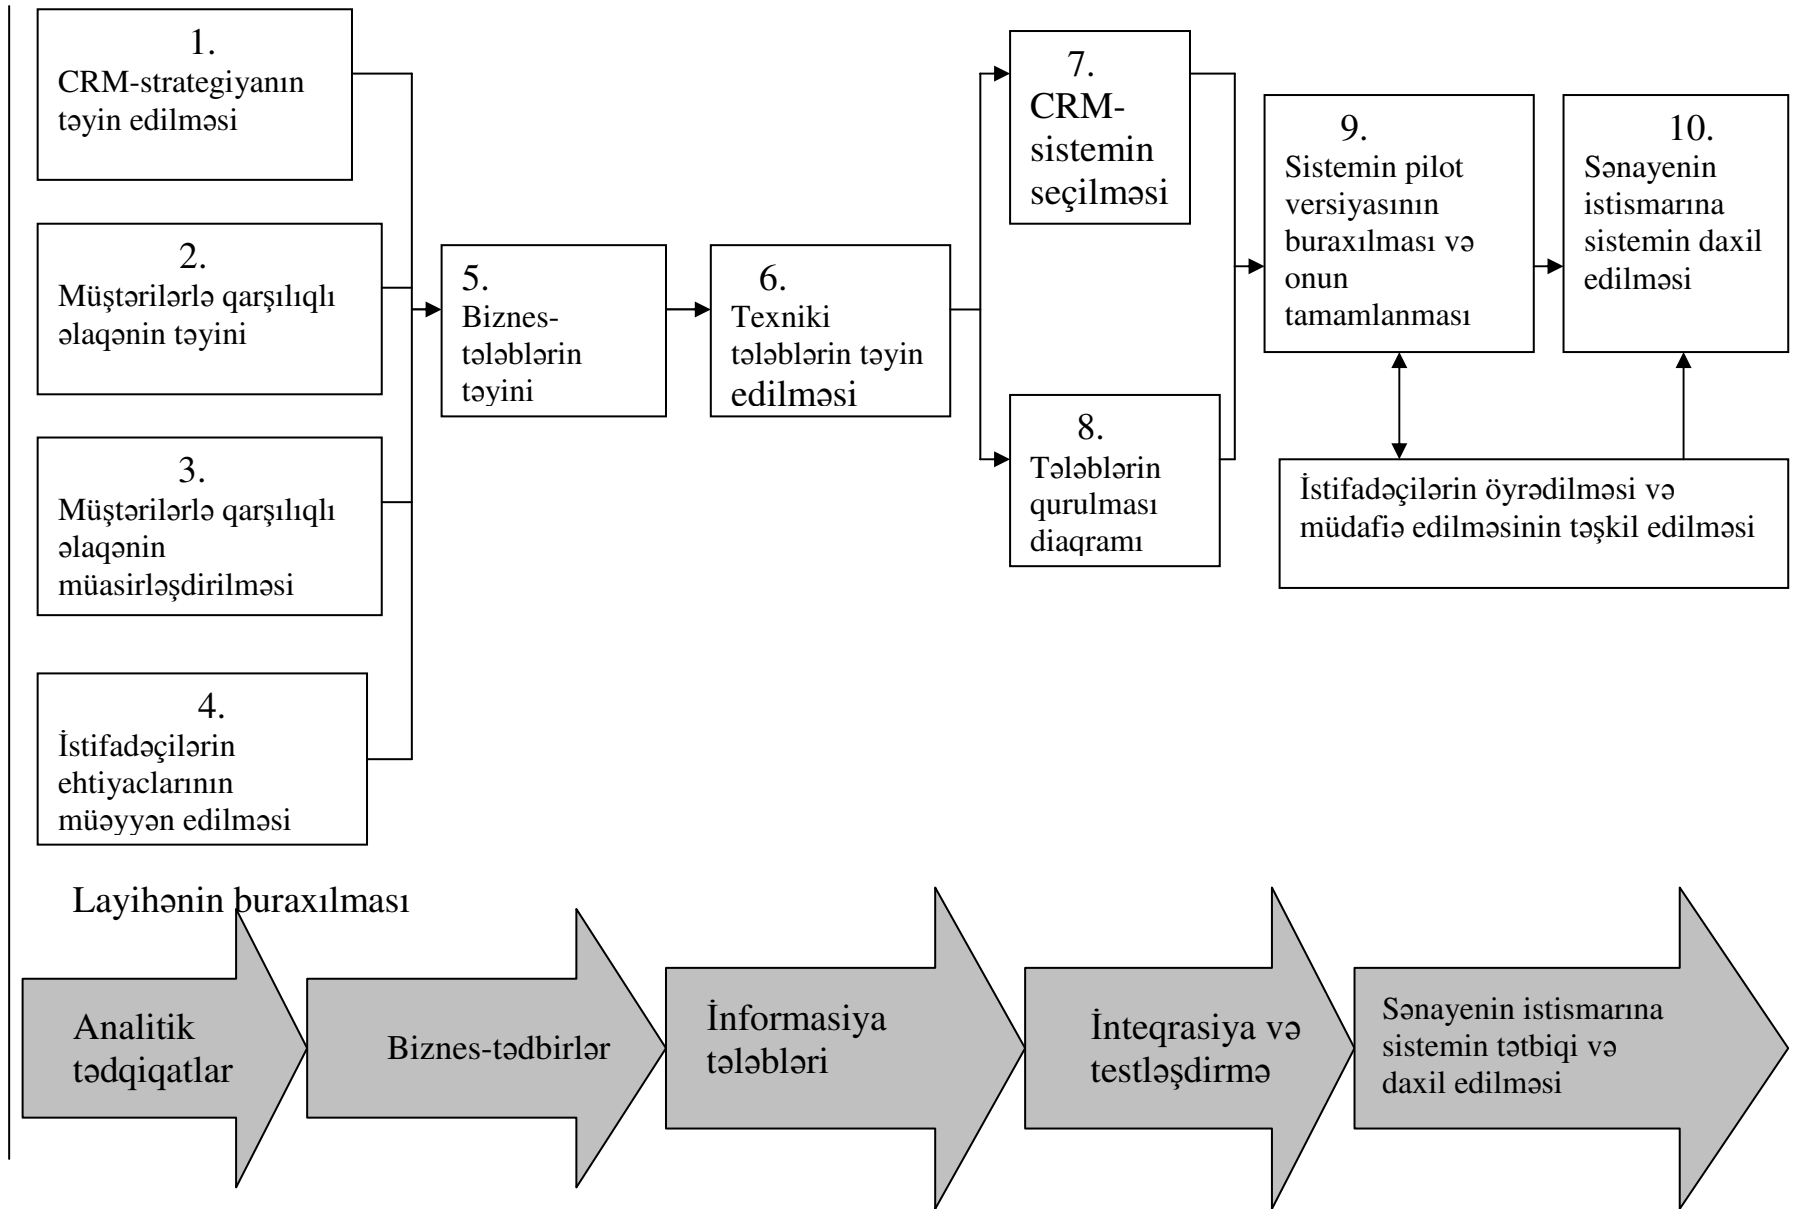 1.
CRM-strategiyanın
təyin edilməsi
2.
Müştərilərlə qarşılıqlı
əlaqənin təyini
3.
Müştərilərlə qarşılıqlı
əlaqənin
müasirləşdirilməsi
4.
İstifadəçilərin
ehtiyaclarının
müəyyən edilməsi
5.
Biznes-
tələblərin
təyini
6.
Texniki
tələblərin təyin
edilməsi
7.
CRM-
sistemin
seçilməsi
8.
Tələblərin
qurulması
diaqramı
9.
Sistemin pilot
versiyasının
buraxılması və
onun
tamamlanması
10.
Sənayenin
istismarına
sistemin daxil
edilməsi
İstifadəçilərin öyrədilməsi və
müdafiə edilməsinin təşkil edilməsi
Layihənin buraxılması
Analitik
tədqiqatlar
Biznes-tədbirlər
İnformasiya
tələbləri
İnteqrasiya və
testləşdirmə
Sənayenin istismarına
sistemin tətbiqi və
daxil edilməsi